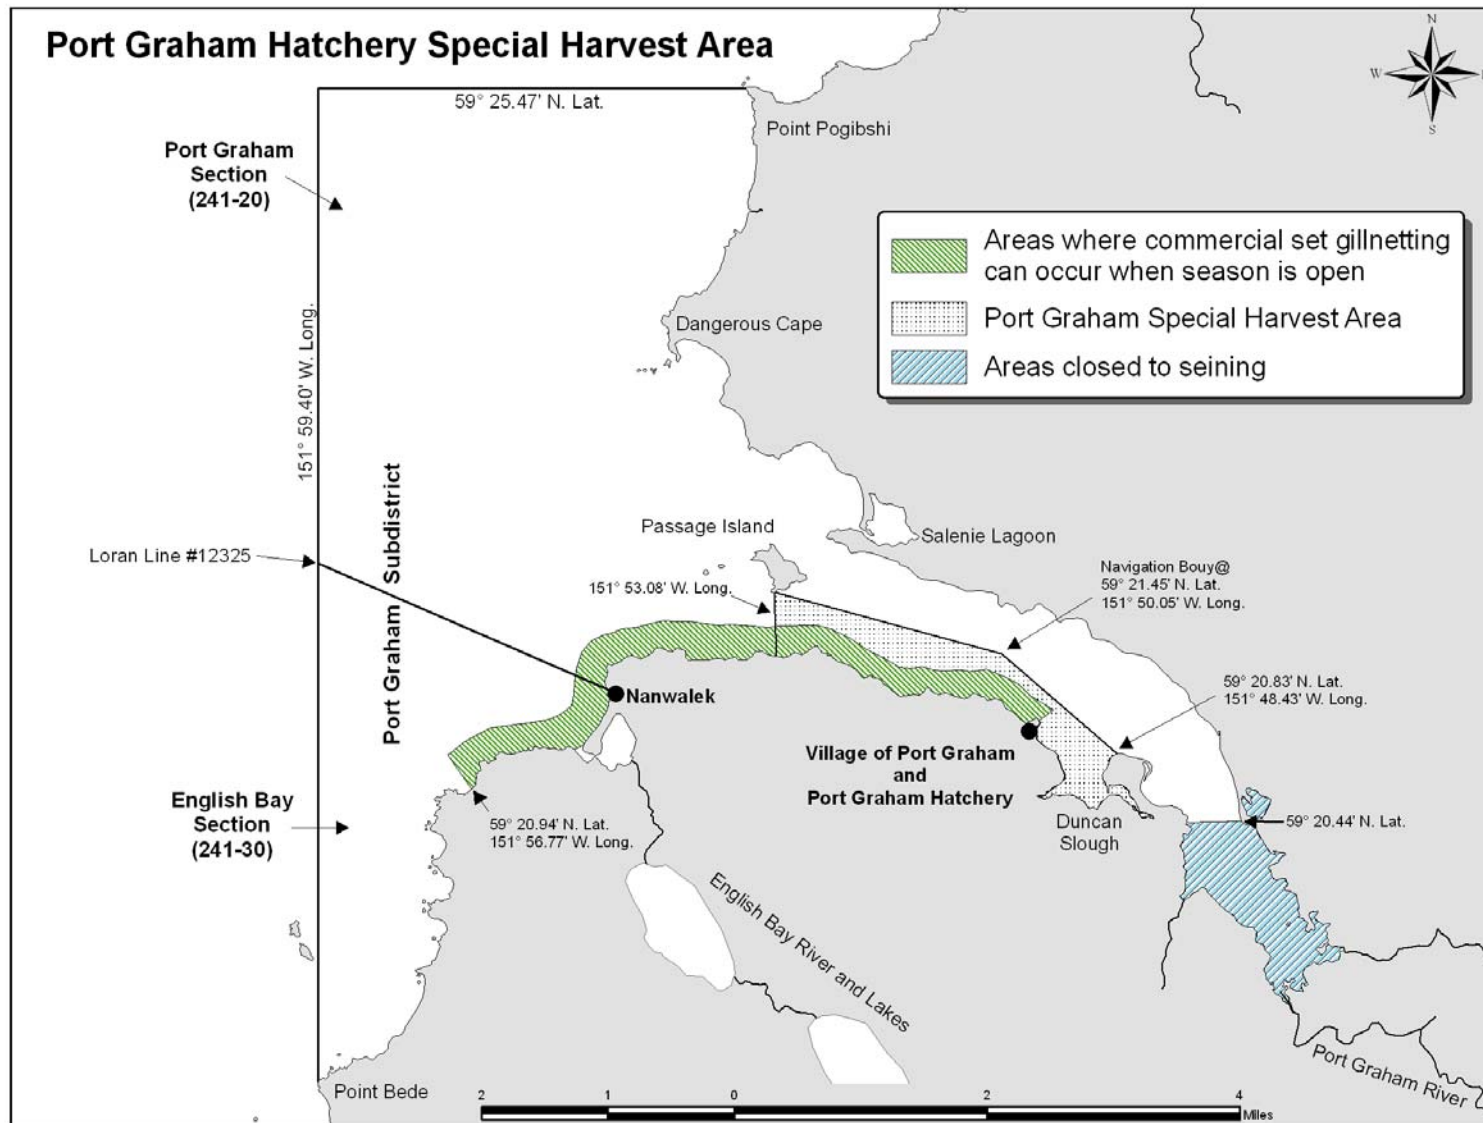 Port Graham Hatchery Special Harvest Area
N
W
S
59° 25.47' N. Lat.
Point Pogibshi
Port Graham
Section
(241-20)
Areas where commercial set gillnetting
can occur when season is open
Port Graham Special Harvest Area
Areas closed to seining
151° 59.40' W. Long.
Dangerous Cape
Port Graham Subdistrict
Passage Island
Salenie Lagoon
Loran Line #12325
151° 53.08' W. Long.
Navigation Bouy@
59° 21.45' N. Lat.
151° 50.05' W. Long.
59° 20.83' N. Lat.
151° 48.43' W. Long.
Nanwalek
Village of Port Graham
and
Port Graham Hatchery
English Bay
Section
(241-30)
59° 20.94' N. Lat.
151° 56.77' W. Long.
Duncan
Slough
59° 20.44' N. Lat.
English Bay River and Lakes
Port Graham River
Point Bede
2 1 0 2 4
Miles